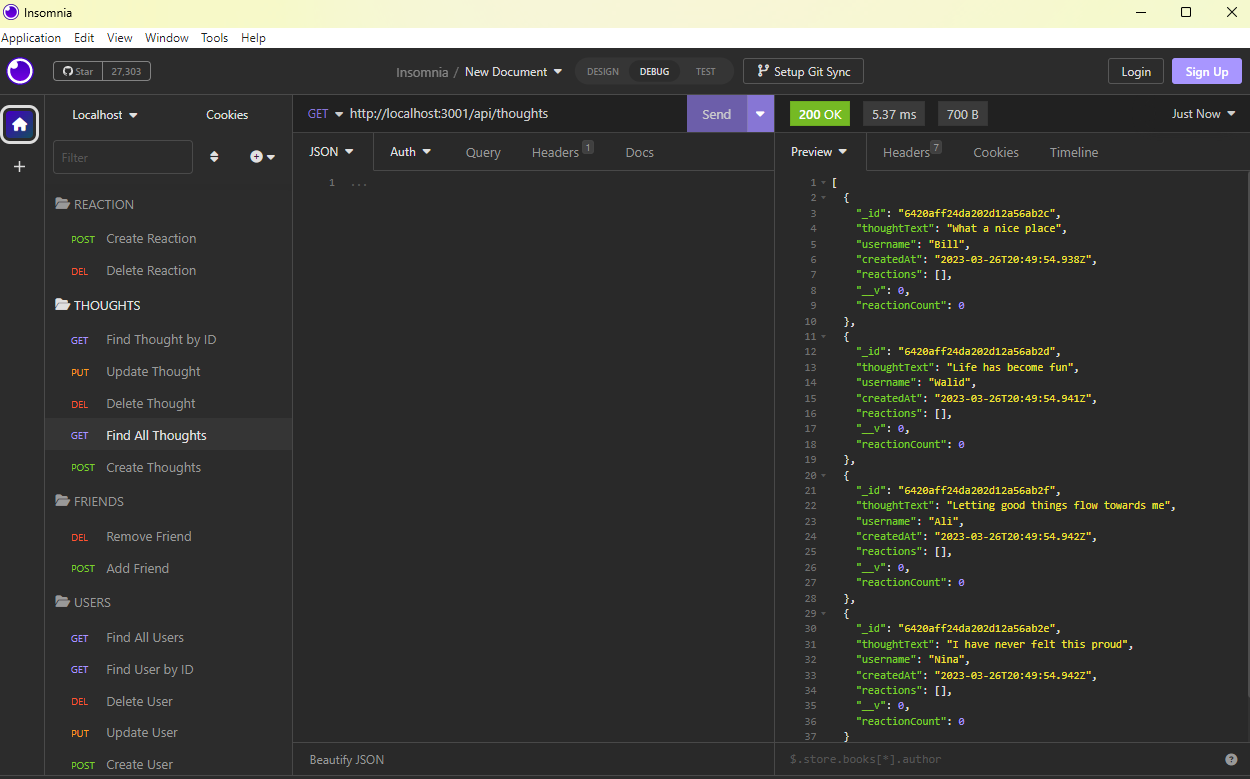 Insomnia
Application Edit View Window Tools Help
Star 27,303
Insomnia / New Document
DESIGN DEBUG TEST
Setup Git Sync
Login Sign Up
Localhost
Cookies
Filter
REACTION
POST Create Reaction
DEL Delete Reaction
THOUGHTS
GET Find Thought by ID
PUT Update Thought
DEL Delete Thought
GET Find All Thoughts
POST Create Thoughts
FRIENDS
DEL Remove Friend
POST Add Friend
USERS
GET Find All Users
GET Find User by ID
DEL Delete User
PUT Update User
POST Create User
GET http://localhost:3001/api/thoughts Send
JSON Auth Query Headers 1 Docs
1 ...
Beautify JSON
200 OK 5.37 ms 700 B Just Now
Preview Headers 7 Cookies Timeline
1 [
2 {
3 "_id": "6420aff24da202d12a56ab2c",
4 "thoughtText": "What a nice place",
5 "username": "Bill",
6 "createdAt": "2023-03-26T20:49:54.938Z",
7 "reactions": [],
8 "__v": 0,
9 "reactionCount": 0
10 },
11 {
12 "_id": "6420aff24da202d12a56ab2d",
13 "thoughtText": "Life has become fun",
14 "username": "Walid",
15 "createdAt": "2023-03-26T20:49:54.941Z",
16 "reactions": [],
17 "__v": 0,
18 "reactionCount": 0
19 },
20 {
21 "_id": "6420aff24da202d12a56ab2f",
22 "thoughtText": "Letting good things flow towards me",
23 "username": "Ali",
24 "createdAt": "2023-03-26T20:49:54.942Z",
25 "reactions": [],
26 "__v": 0,
27 "reactionCount": 0
28 },
29 {
30 "_id": "6420aff24da202d12a56ab2e",
31 "thoughtText": "I have never felt this proud",
32 "username": "Nina",
33 "createdAt": "2023-03-26T20:49:54.942Z",
34 "reactions": [],
35 "__v": 0,
36 "reactionCount": 0
37 }
$.store.books[*].author